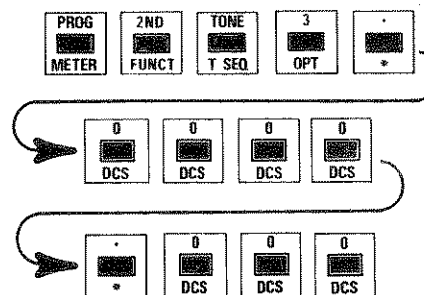 PROG 2ND TONE 3 .
METER FUNCT T SEQ OPT *
0 0 0 0
DCS DCS DCS DCS
. 0 0 0
* DCS DCS DCS